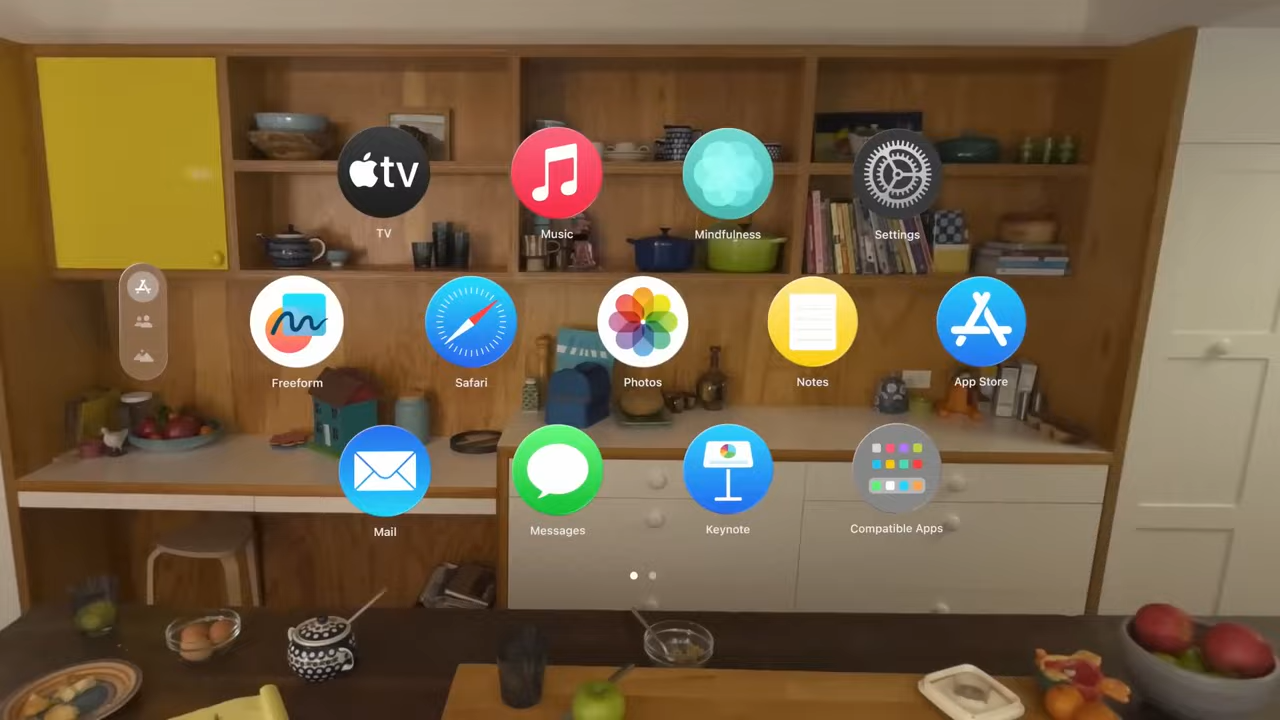 tv
TV
Music
Mindfulness
Settings
Freeform
Safari
Photos
Notes
App Store
Mail
Messages
Keynote
Compatible Apps